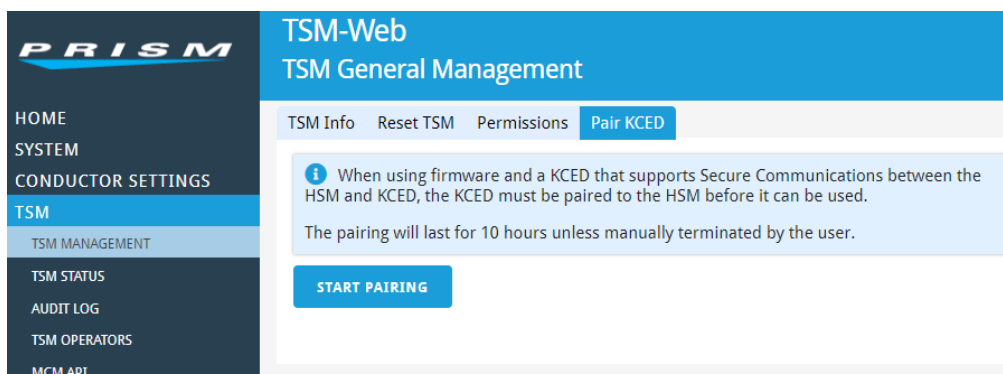 PRISM
TSM-Web
TSM General Management
HOME
SYSTEM
CONDUCTOR SETTINGS
TSM
TSM MANAGEMENT
TSM STATUS
AUDIT LOG
TSM OPERATORS
MCM API
TSM Info Reset TSM Permissions Pair KCED
When using firmware and a KCED that supports Secure Communications between the
HSM and KCED, the KCED must be paired to the HSM before it can be used.
The pairing will last for 10 hours unless manually terminated by the user.
START PAIRING